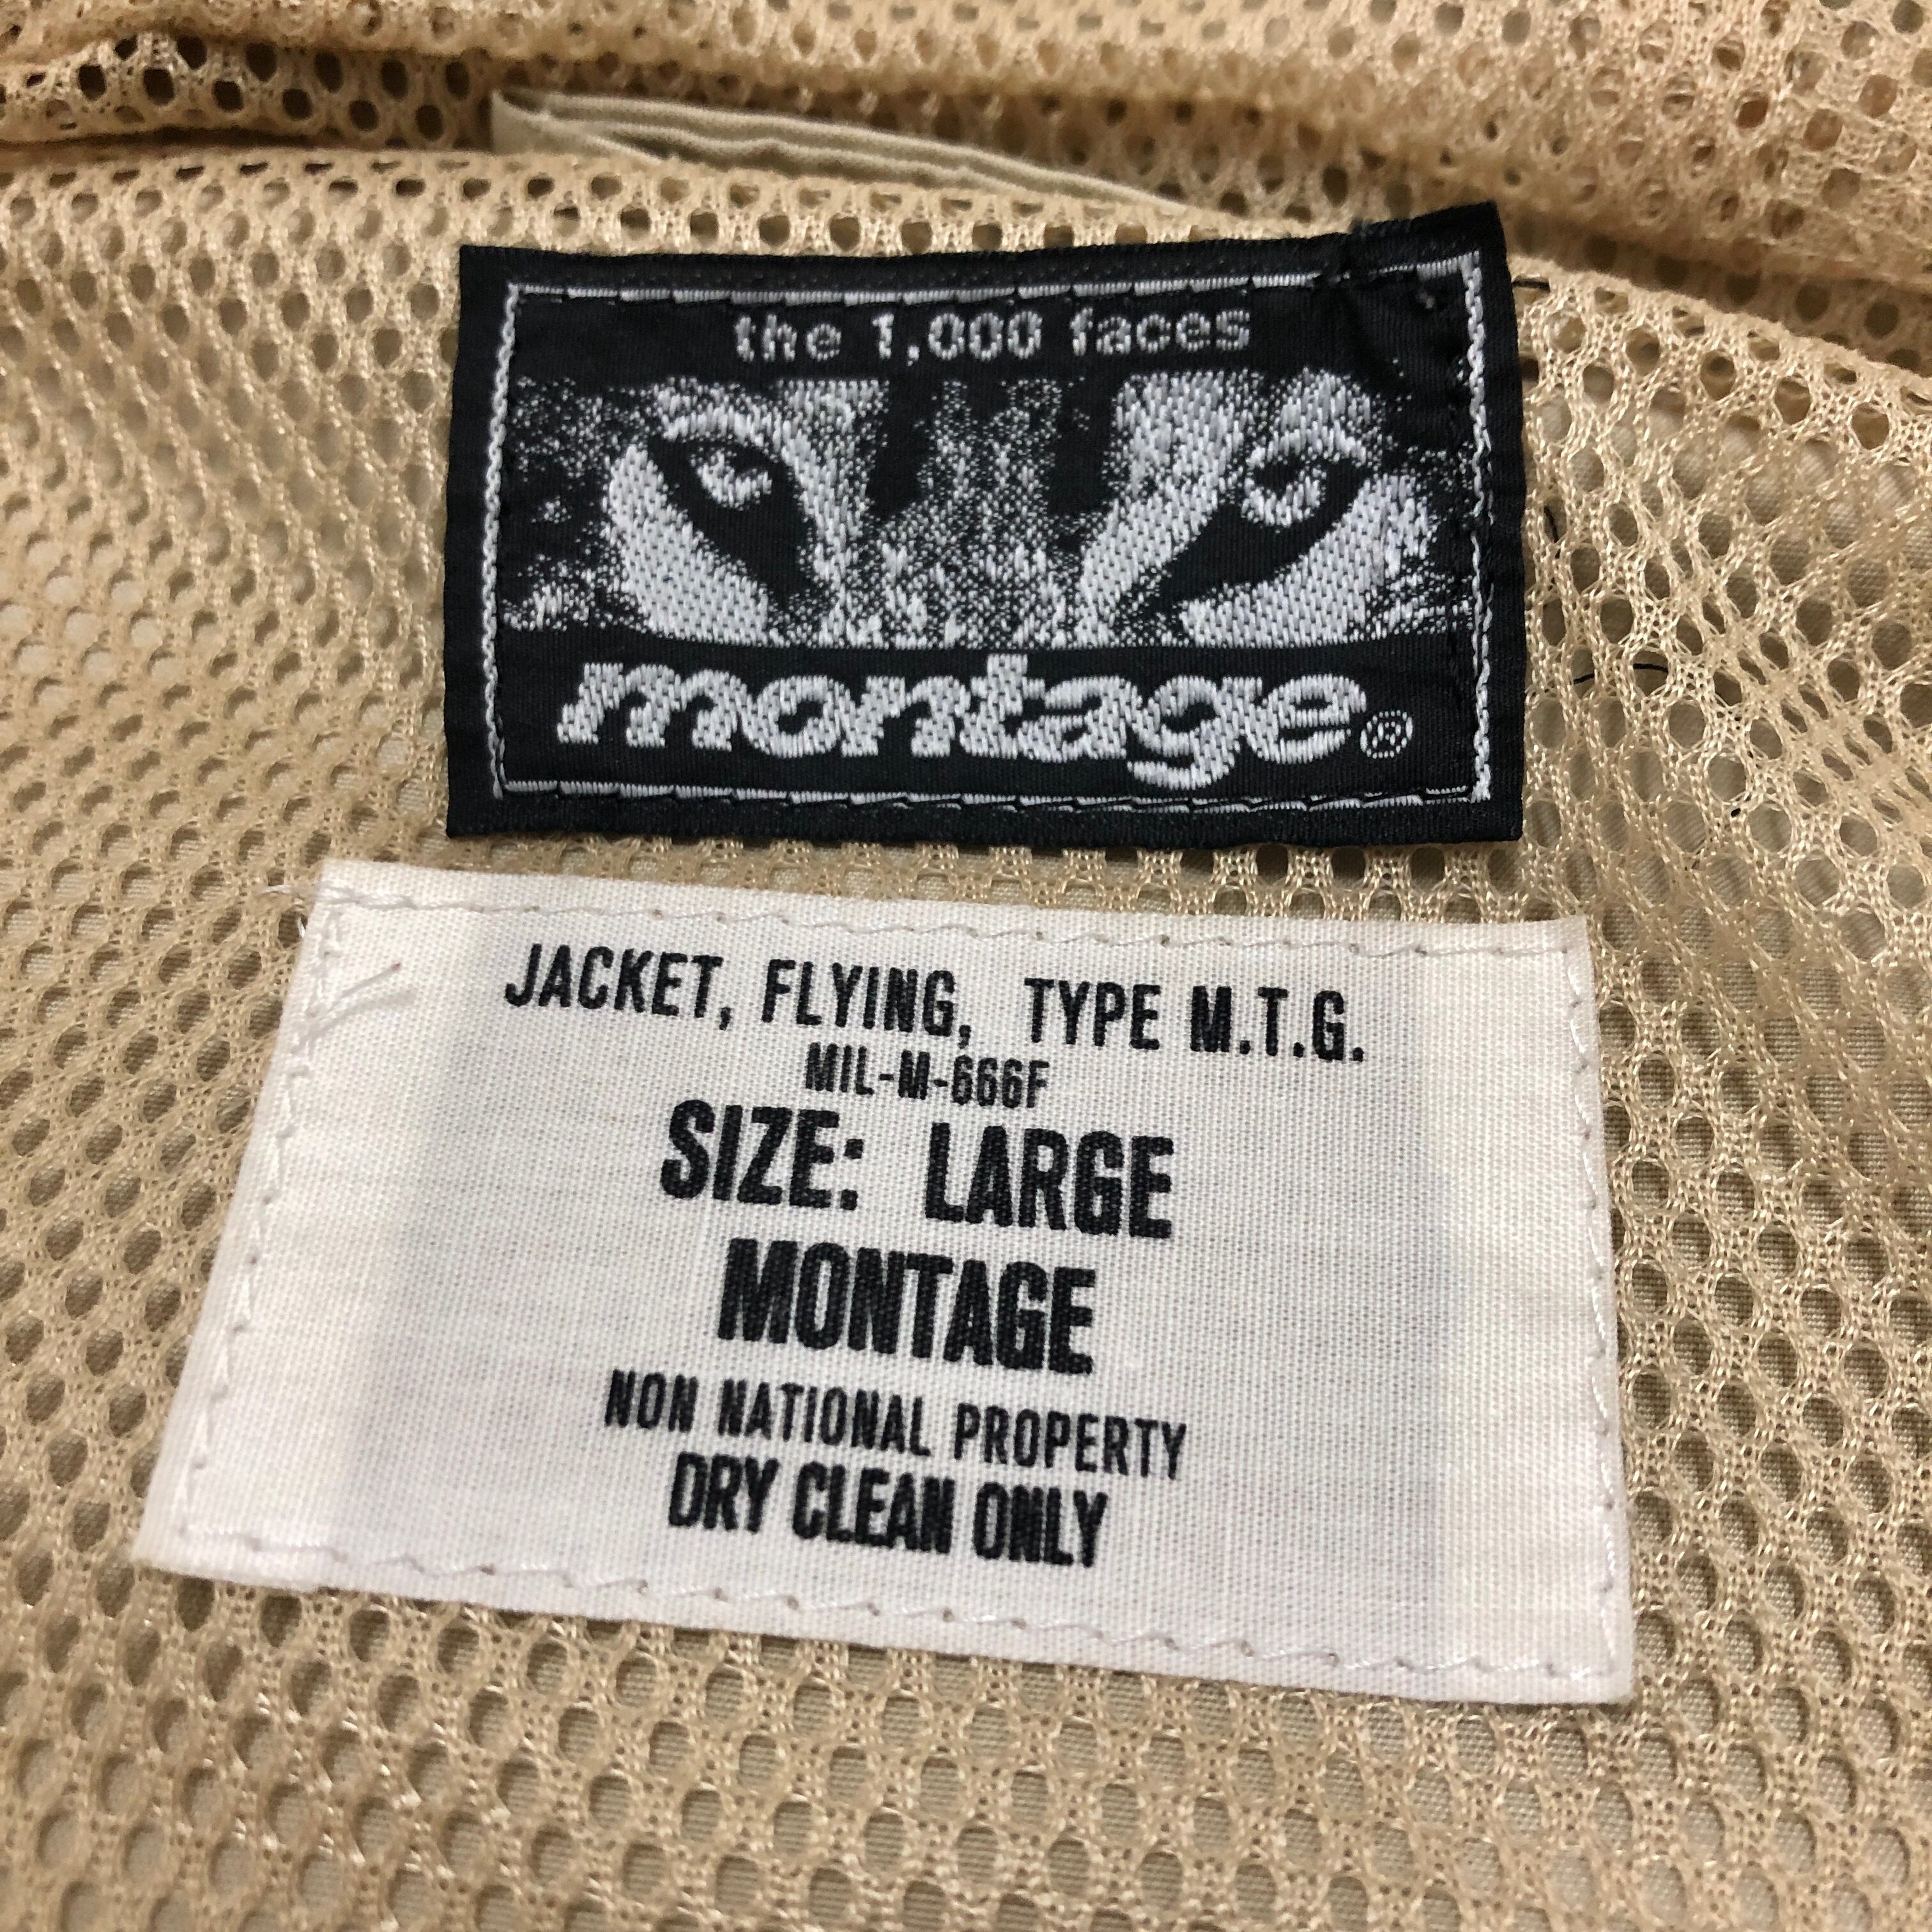 the 1,000 faces
montage®
JACKET, FLYING, TYPE M.T.G.
MIL-M-666F
SIZE: LARGE
MONTAGE
NON NATIONAL PROPERTY
DRY CLEAN ONLY